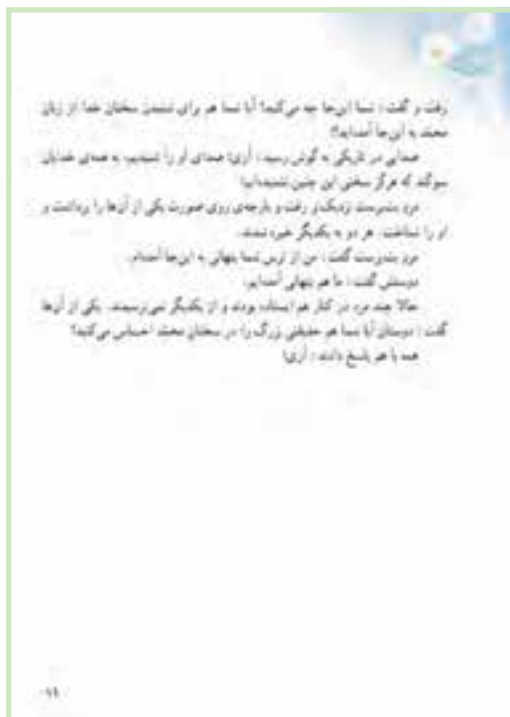 رفت و گفت : شما این‌جا چه می‌کنید؟ آیا شما هم برای شنیدن سخنان خدا از زبان
محمّد به این‌جا آمده‌اید؟!
صدایی در تاریکی به گوش رسید : آری! صدای او را شنیدیم، به همه‌ی خدایان
سوگند که هرگز سخنی این چنین نشنیده‌ایم!
مرد بت‌پرست نزدیک‌تر رفت و پارچه‌ی روی صورت یکی از آن‌ها را برداشت و
او را شناخت. هر دو به یکدیگر خیره شدند.
مرد بت‌پرست گفت : من از ترس شما پنهانی به این‌جا آمده‌ام.
دوستش گفت : ما هم پنهانی آمده‌ایم.
حالا چند مرد در کنار هم ایستاده بودند و از یکدیگر نمی‌ترسیدند. یکی از آن‌ها
گفت : دوستان آیا شما هم حقیقتی بزرگ را در سخنان محمّد احساس می‌کنید؟
همه با هم پاسخ دادند : آری!